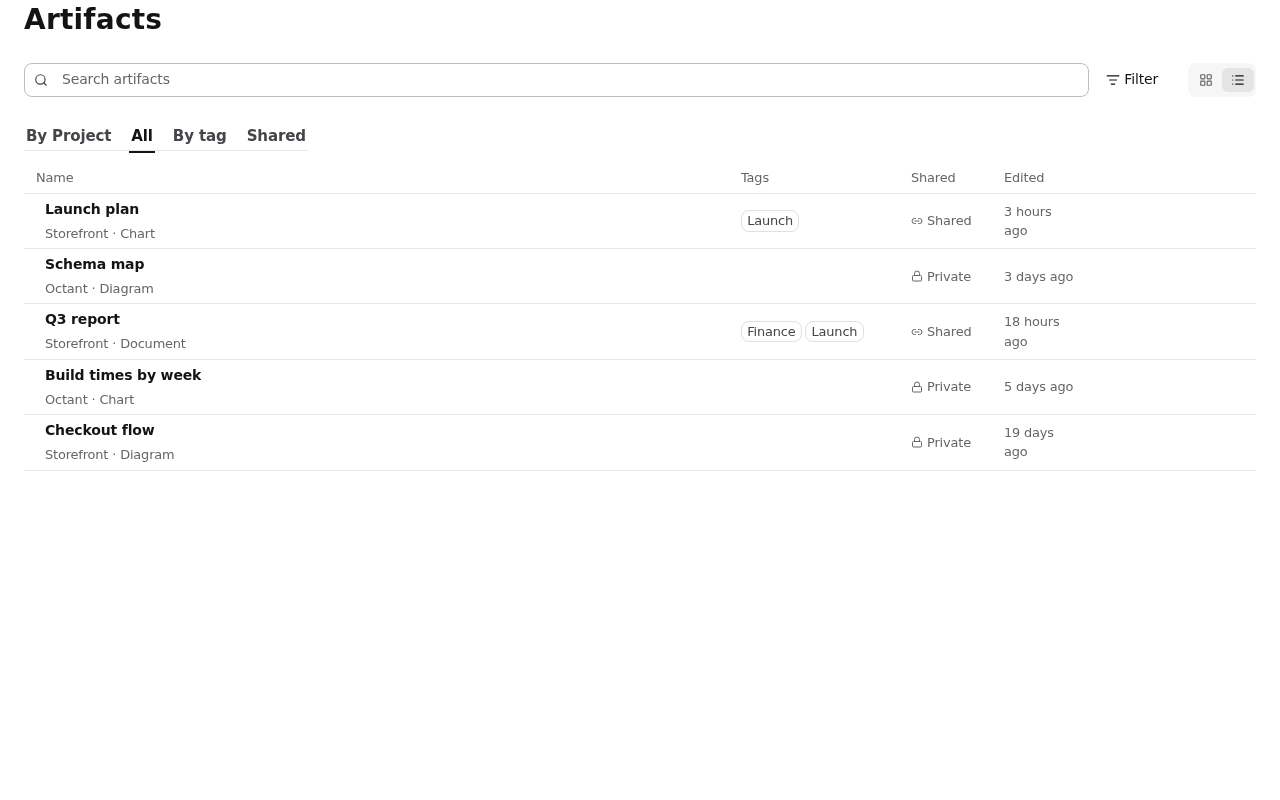 Artifacts
Search artifacts
Filter
By Project All By tag Shared
Name Tags Shared Edited
Launch plan
Storefront · Chart
Launch
Shared
3 hours
ago
Schema map
Octant · Diagram
Private
3 days ago
Q3 report
Storefront · Document
Finance Launch
Shared
18 hours
ago
Build times by week
Octant · Chart
Private
5 days ago
Checkout flow
Storefront · Diagram
Private
19 days
ago